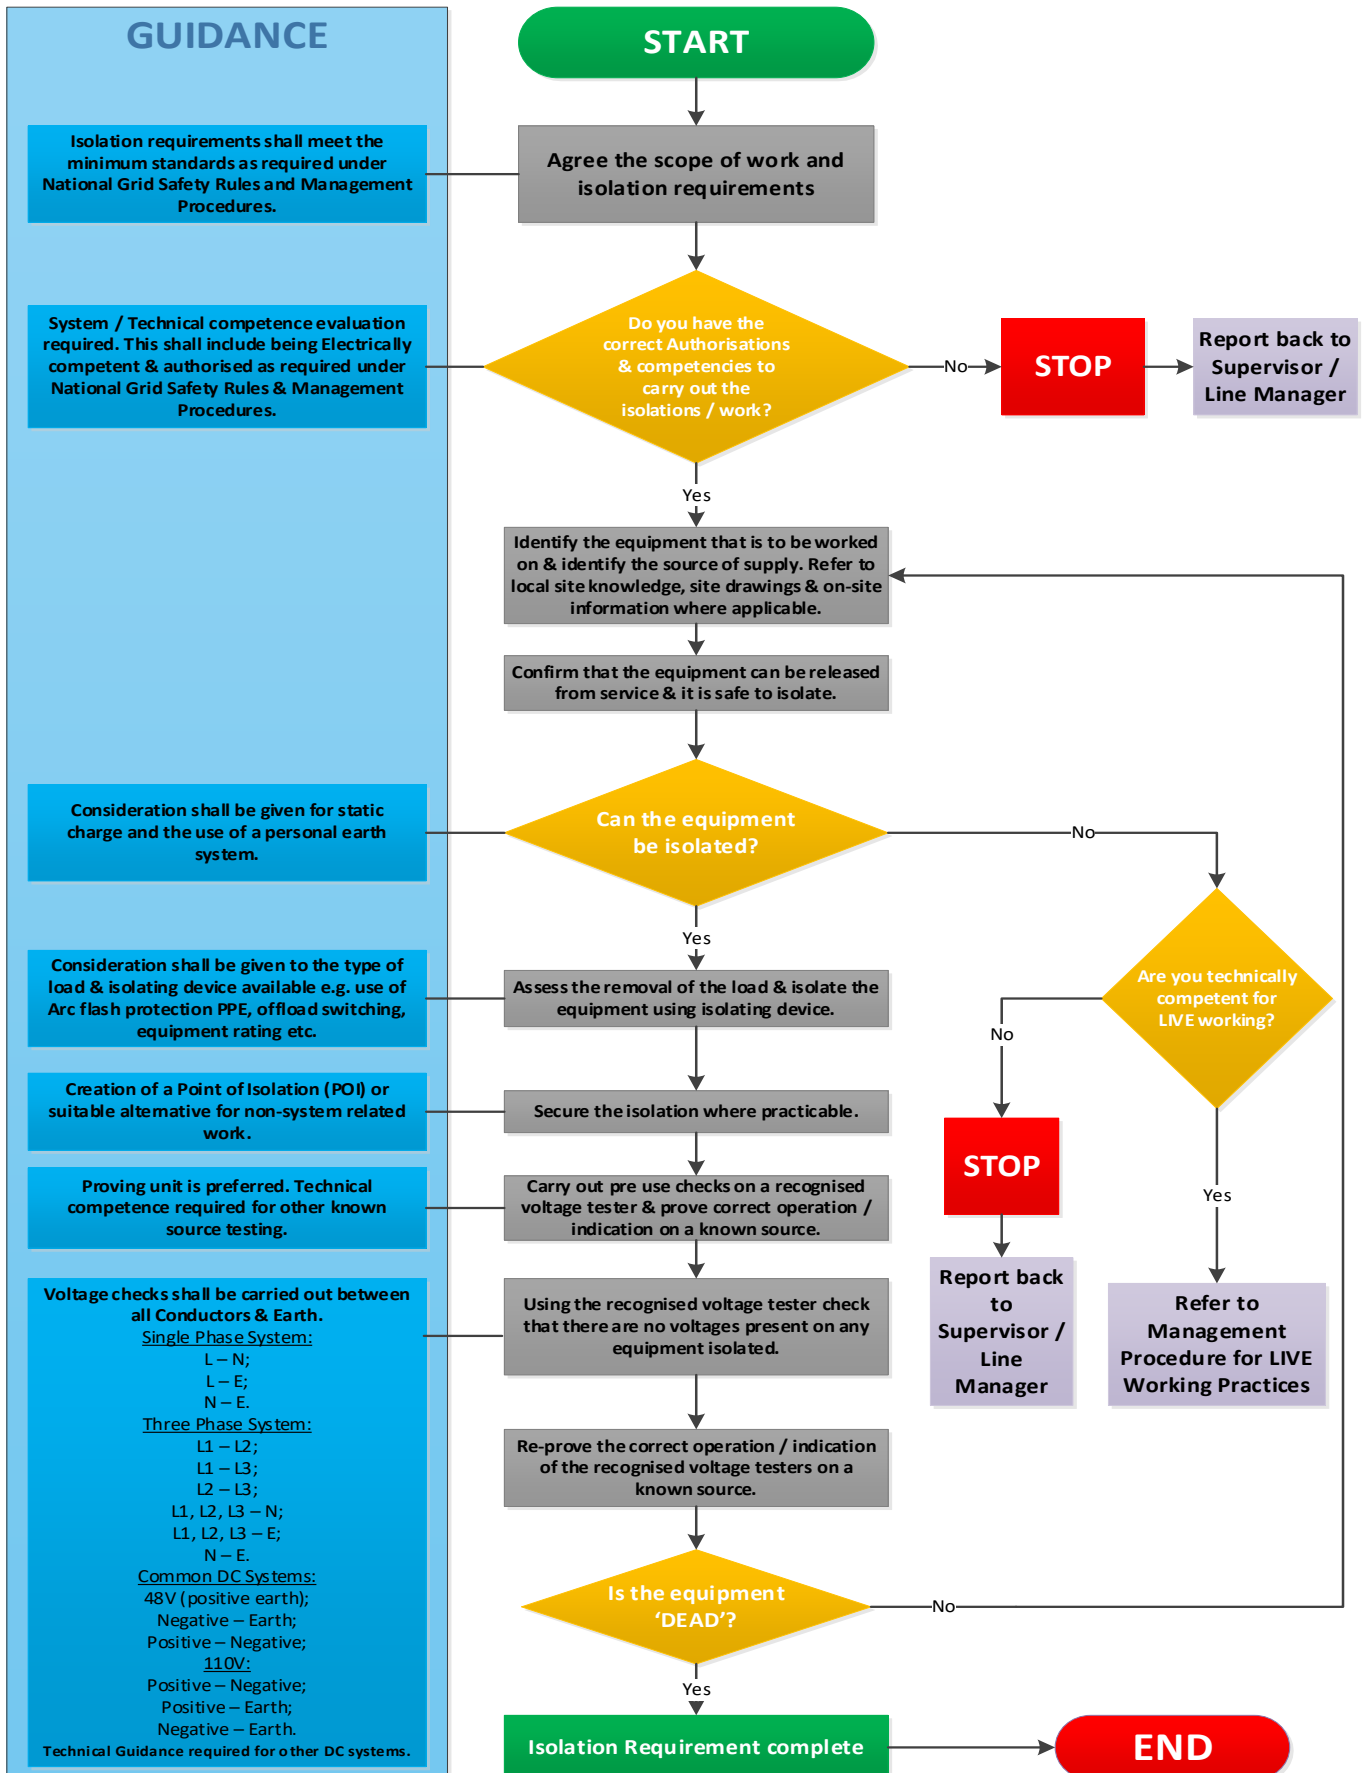 GUIDANCE
START
Isolation requirements shall meet the
minimum standards as required under
National Grid Safety Rules and Management
Procedures.
Agree the scope of work and
isolation requirements
System / Technical competence evaluation
required. This shall include being Electrically
competent & authorised as required under
National Grid Safety Rules & Management
Procedures.
Do you have the
correct Authorisations
& competencies to
carry out the
isolations / work?
No
STOP
Report back to
Supervisor /
Line Manager
Yes
Identify the equipment that is to be worked
on & identify the source of supply. Refer to
local site knowledge, site drawings & on-site
information where applicable.
Confirm that the equipment can be released
from service & it is safe to isolate.
Consideration shall be given for static
charge and the use of a personal earth
system.
Can the equipment
be isolated?
No
Yes
Consideration shall be given to the type of
load & isolating device available e.g. use of
Arc flash protection PPE, offload switching,
equipment rating etc.
Assess the removal of the load & isolate the
equipment using isolating device.
Are you technically
competent for
LIVE working?
No
Yes
Creation of a Point of Isolation (POI) or
suitable alternative for non-system related
work.
Secure the isolation where practicable.
STOP
Proving unit is preferred. Technical
competence required for other known
source testing.
Carry out pre use checks on a recognised
voltage tester & prove correct operation /
indication on a known source.
Report back
to
Supervisor /
Line
Manager
Refer to
Management
Procedure for LIVE
Working Practices
Voltage checks shall be carried out between
all Conductors & Earth.
Single Phase System:
L – N;
L – E;
N – E.
Three Phase System:
L1 – L2;
L1 – L3;
L2 – L3;
L1, L2, L3 – N;
L1, L2, L3 – E;
N – E.
Common DC Systems:
48V (positive earth);
Negative – Earth;
Positive – Negative;
110V:
Positive – Negative;
Positive – Earth;
Negative – Earth.
Technical Guidance required for other DC systems.
Using the recognised voltage tester check
that there are no voltages present on any
equipment isolated.
Re-prove the correct operation / indication
of the recognised voltage testers on a
known source.
Is the equipment
‘DEAD’?
No
Yes
Isolation Requirement complete
END